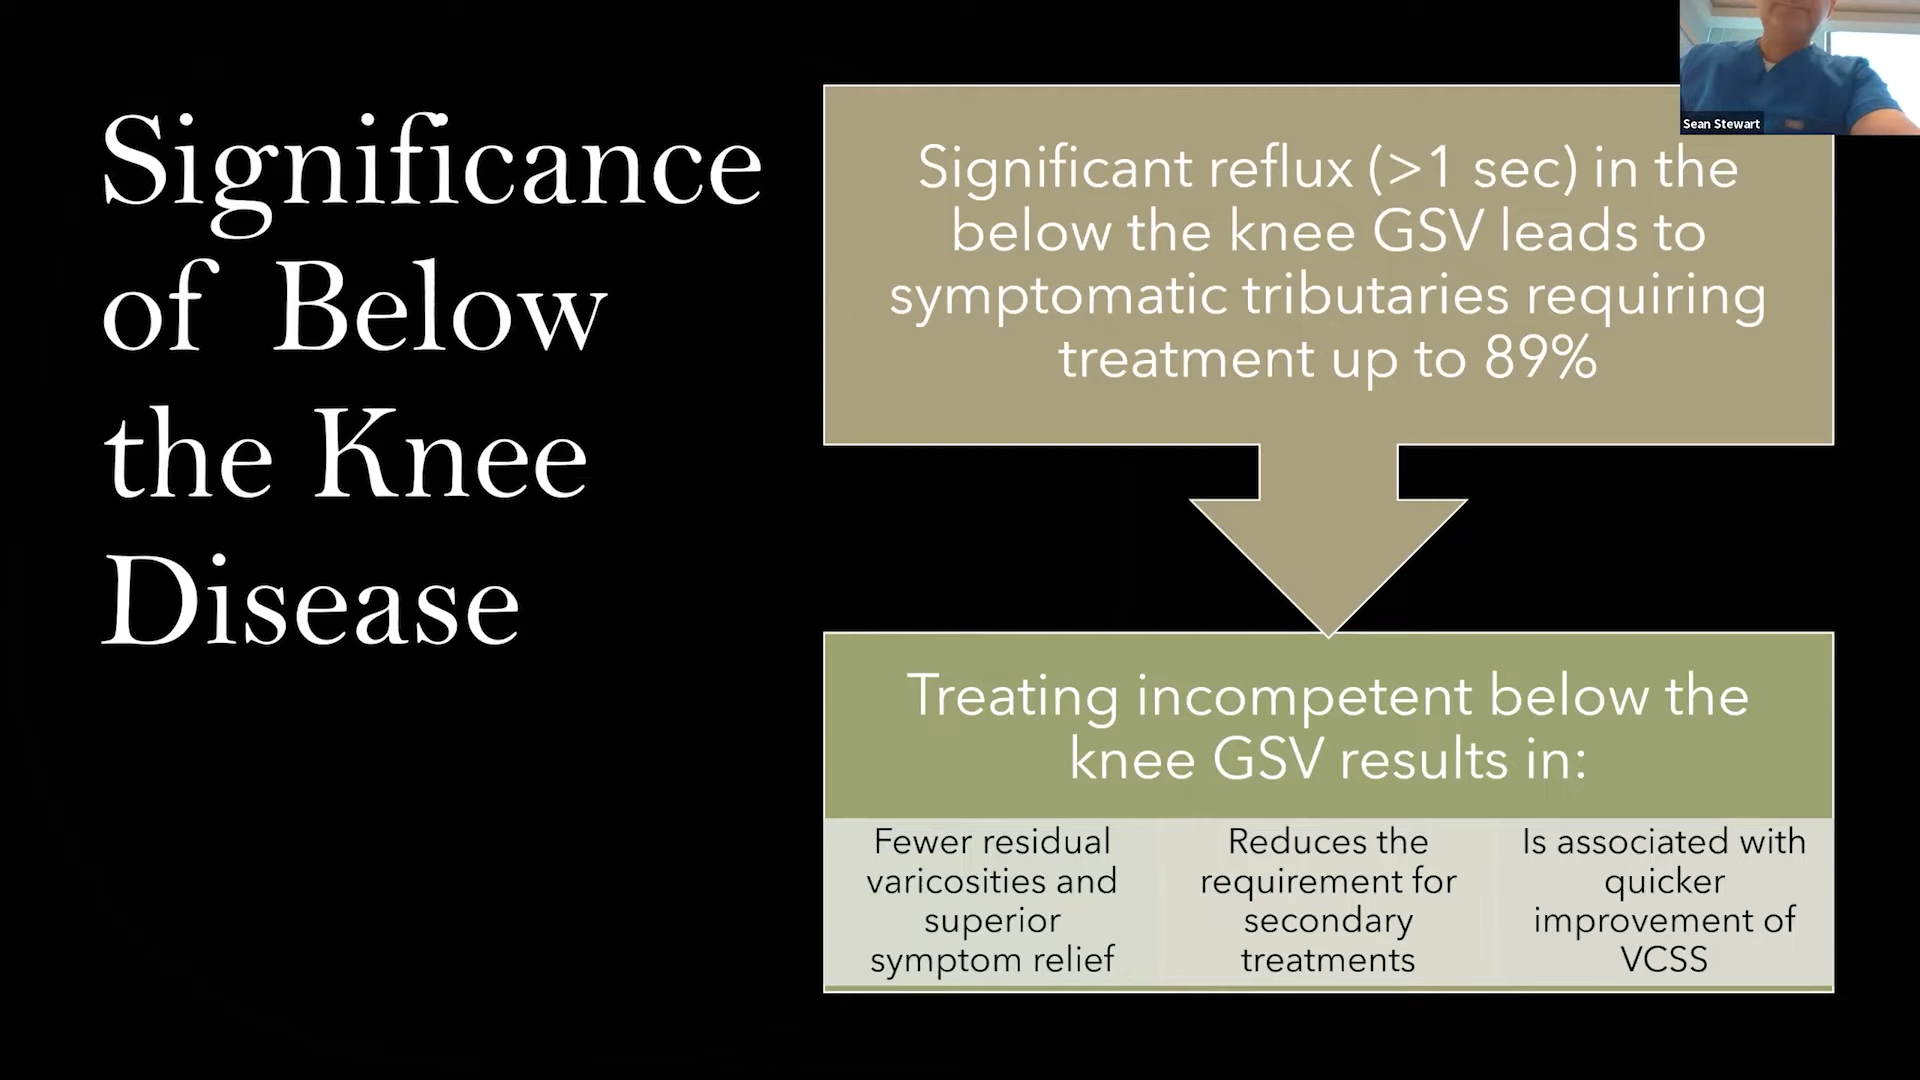 Significance
of Below
the Knee
Disease
Sean Stewart
Significant reflux (>1 sec) in the
below the knee GSV leads to
symptomatic tributaries requiring
treatment up to 89%
Treating incompetent below the
knee GSV results in:
Fewer residual
varicosities and
superior
symptom relief
Reduces the
requirement for
secondary
treatments
Is associated with
quicker
improvement of
VCSS